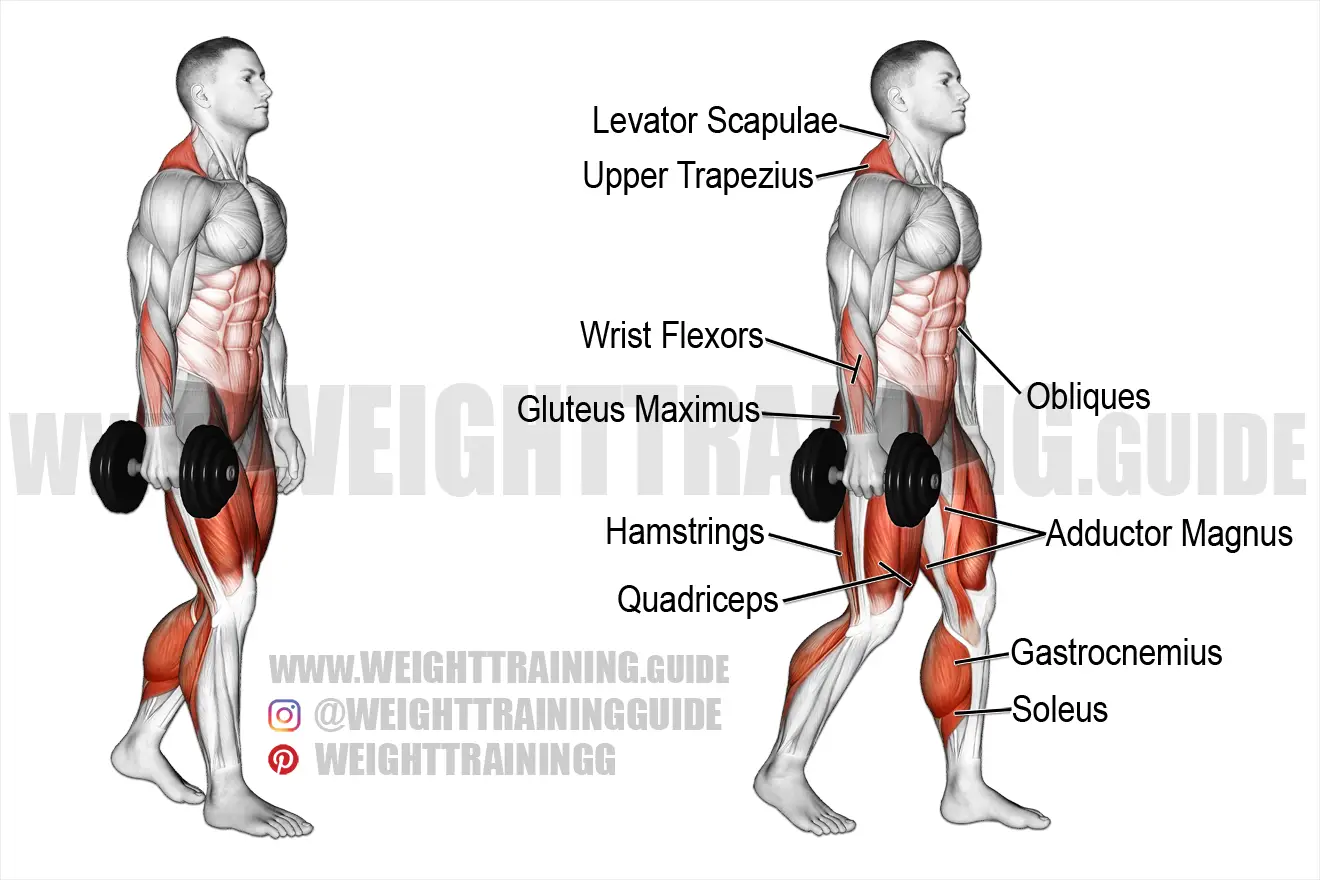 Levator Scapulae
Upper Trapezius
Wrist Flexors
Obliques
Gluteus Maximus
WWW.WEIGHTTRAINING.GUIDE
Hamstrings
Adductor Magnus
Quadriceps
Gastrocnemius
Soleus
WWW.WEIGHTTRAINING.GUIDE
@WEIGHTTRAININGGUIDE
WEIGHTTRAININGG